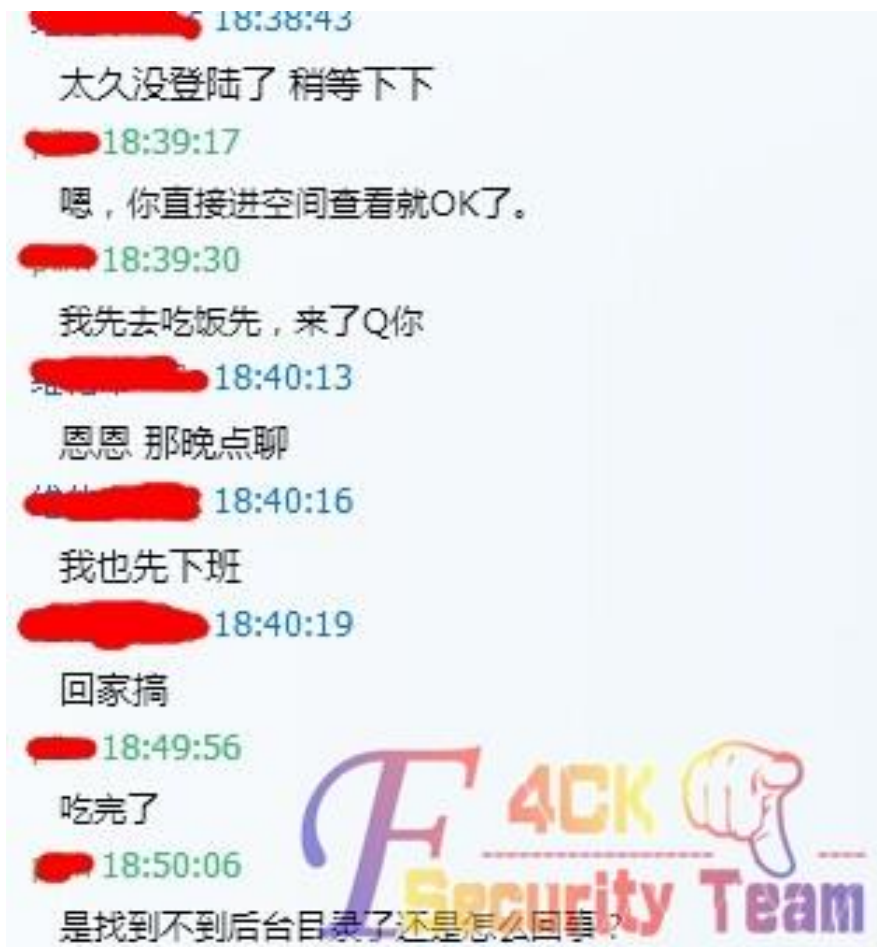 18:38:43
太久没登陆了 稍等下下
18:39:17
嗯，你直接进空间查看就OK了。
18:39:30
我先去吃饭先，来了Q你
18:40:13
恩恩 那晚点聊
18:40:16
我也先下班
18:40:19
回家搞
18:49:56
吃完了
18:50:06
是找到不到后台目录了还是怎么回事？
F4CK
Security Team